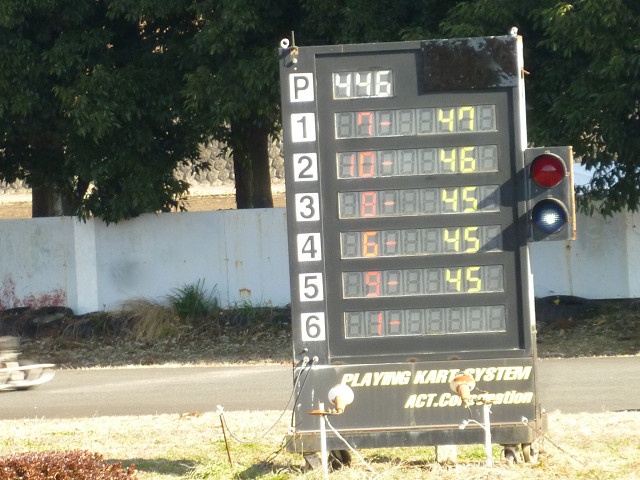 P 446
1 7- 47
2 10- 46
3 8- 45
4 6- 45
5 9- 45
6 1-
PLAYING KART SYSTEM
ACT.Corporation